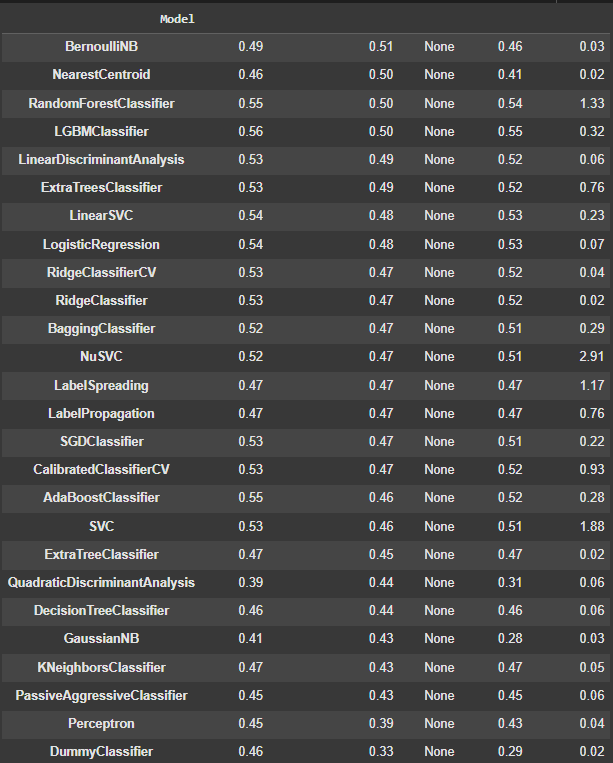 Model
BernoulliNB 0.49 0.51 None 0.46 0.03
NearestCentroid 0.46 0.50 None 0.41 0.02
RandomForestClassifier 0.55 0.50 None 0.54 1.33
LGBMClassifier 0.56 0.50 None 0.55 0.32
LinearDiscriminantAnalysis 0.53 0.49 None 0.52 0.06
ExtraTreesClassifier 0.53 0.49 None 0.52 0.76
LinearSVC 0.54 0.48 None 0.53 0.23
LogisticRegression 0.54 0.48 None 0.53 0.07
RidgeClassifierCV 0.53 0.47 None 0.52 0.04
RidgeClassifier 0.53 0.47 None 0.52 0.02
BaggingClassifier 0.52 0.47 None 0.51 0.29
NuSVC 0.52 0.47 None 0.51 2.91
LabelSpreading 0.47 0.47 None 0.47 1.17
LabelPropagation 0.47 0.47 None 0.47 0.76
SGDClassifier 0.53 0.47 None 0.51 0.22
CalibratedClassifierCV 0.53 0.47 None 0.52 0.93
AdaBoostClassifier 0.55 0.46 None 0.52 0.28
SVC 0.53 0.46 None 0.51 1.88
ExtraTreeClassifier 0.47 0.45 None 0.47 0.02
QuadraticDiscriminantAnalysis 0.39 0.44 None 0.31 0.06
DecisionTreeClassifier 0.46 0.44 None 0.46 0.06
GaussianNB 0.41 0.43 None 0.28 0.03
KNeighborsClassifier 0.47 0.43 None 0.47 0.05
PassiveAggressiveClassifier 0.45 0.43 None 0.45 0.06
Perceptron 0.45 0.39 None 0.43 0.04
DummyClassifier 0.46 0.33 None 0.29 0.02